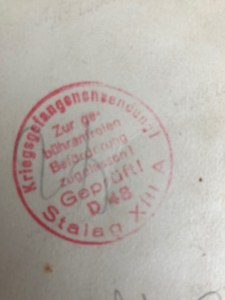 Kriegsgefangenensendung!
Zur ge-
bührenfreien
Beförderung
zugelassen!
Geprüft!
D 48
Stalag XIII A